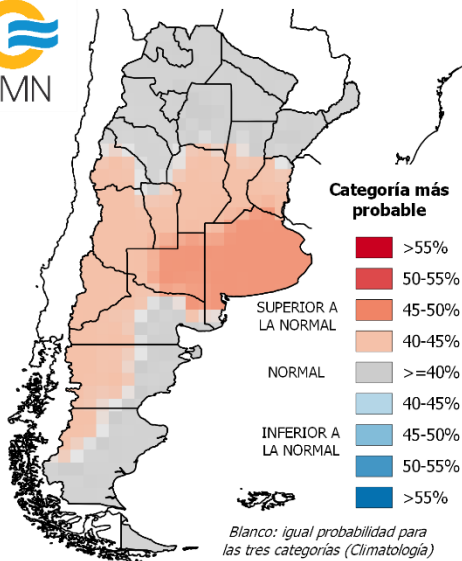 MN
Categoría más
probable
>55%
50-55%
45-50%
SUPERIOR A
LA NORMAL
40-45%
NORMAL
>=40%
40-45%
INFERIOR A
LA NORMAL
45-50%
50-55%
>55%
Blanco: igual probabilidad para
las tres categorías (Climatología)